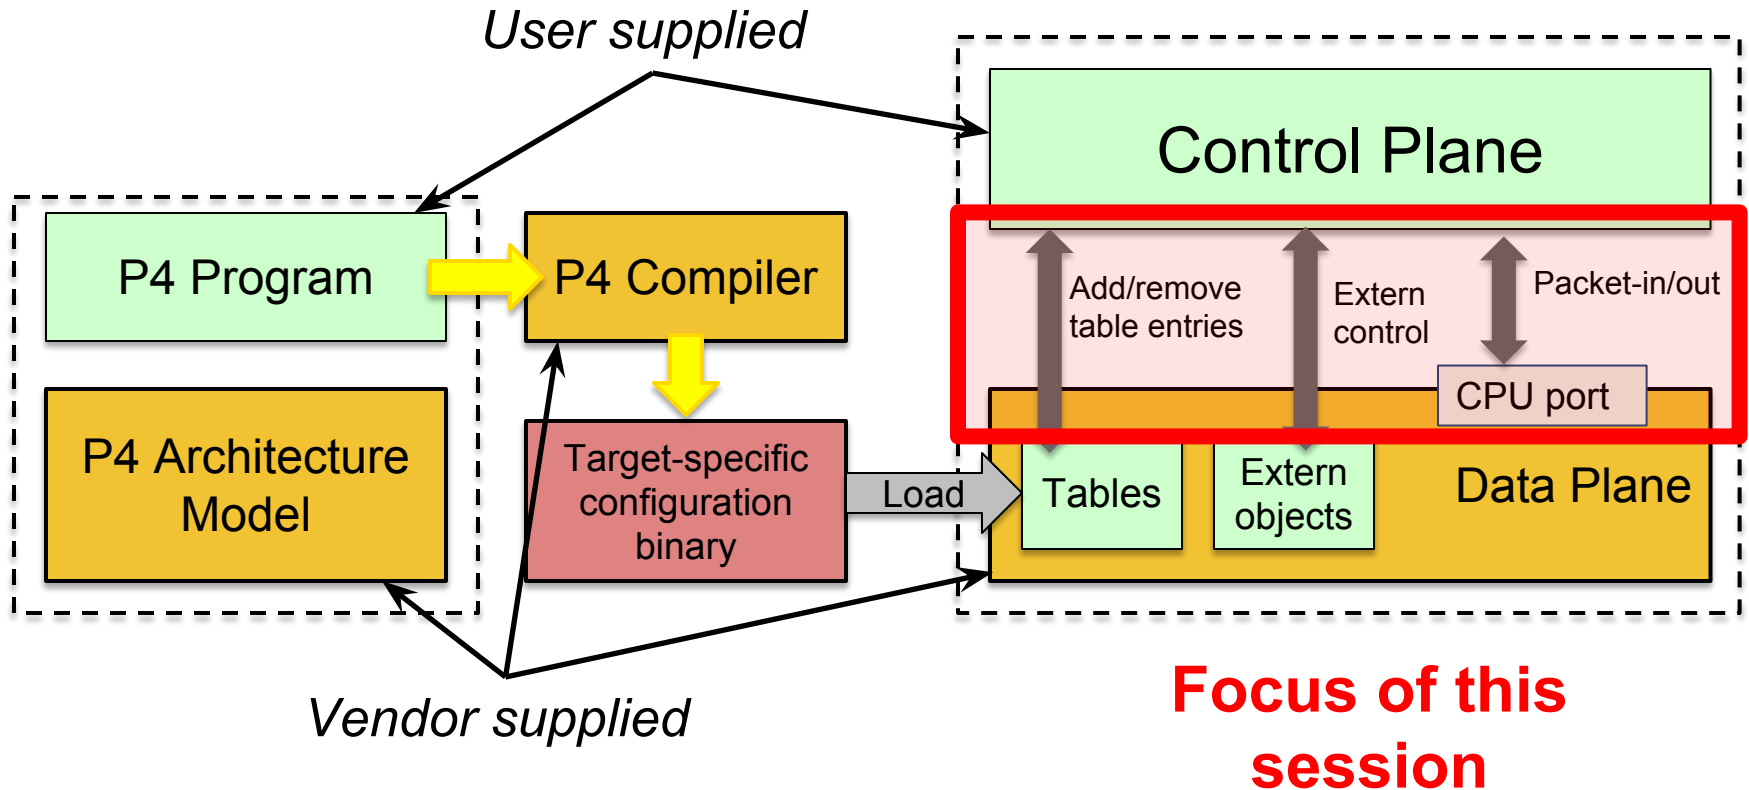 User supplied
Control Plane
P4 Program
P4 Compiler
Add/remove
table entries
Extern
control
Packet-in/out
CPU port
P4 Architecture
Model
Target-specific
configuration
binary
Load
Tables
Extern
objects
Data Plane
Vendor supplied
Focus of this
session